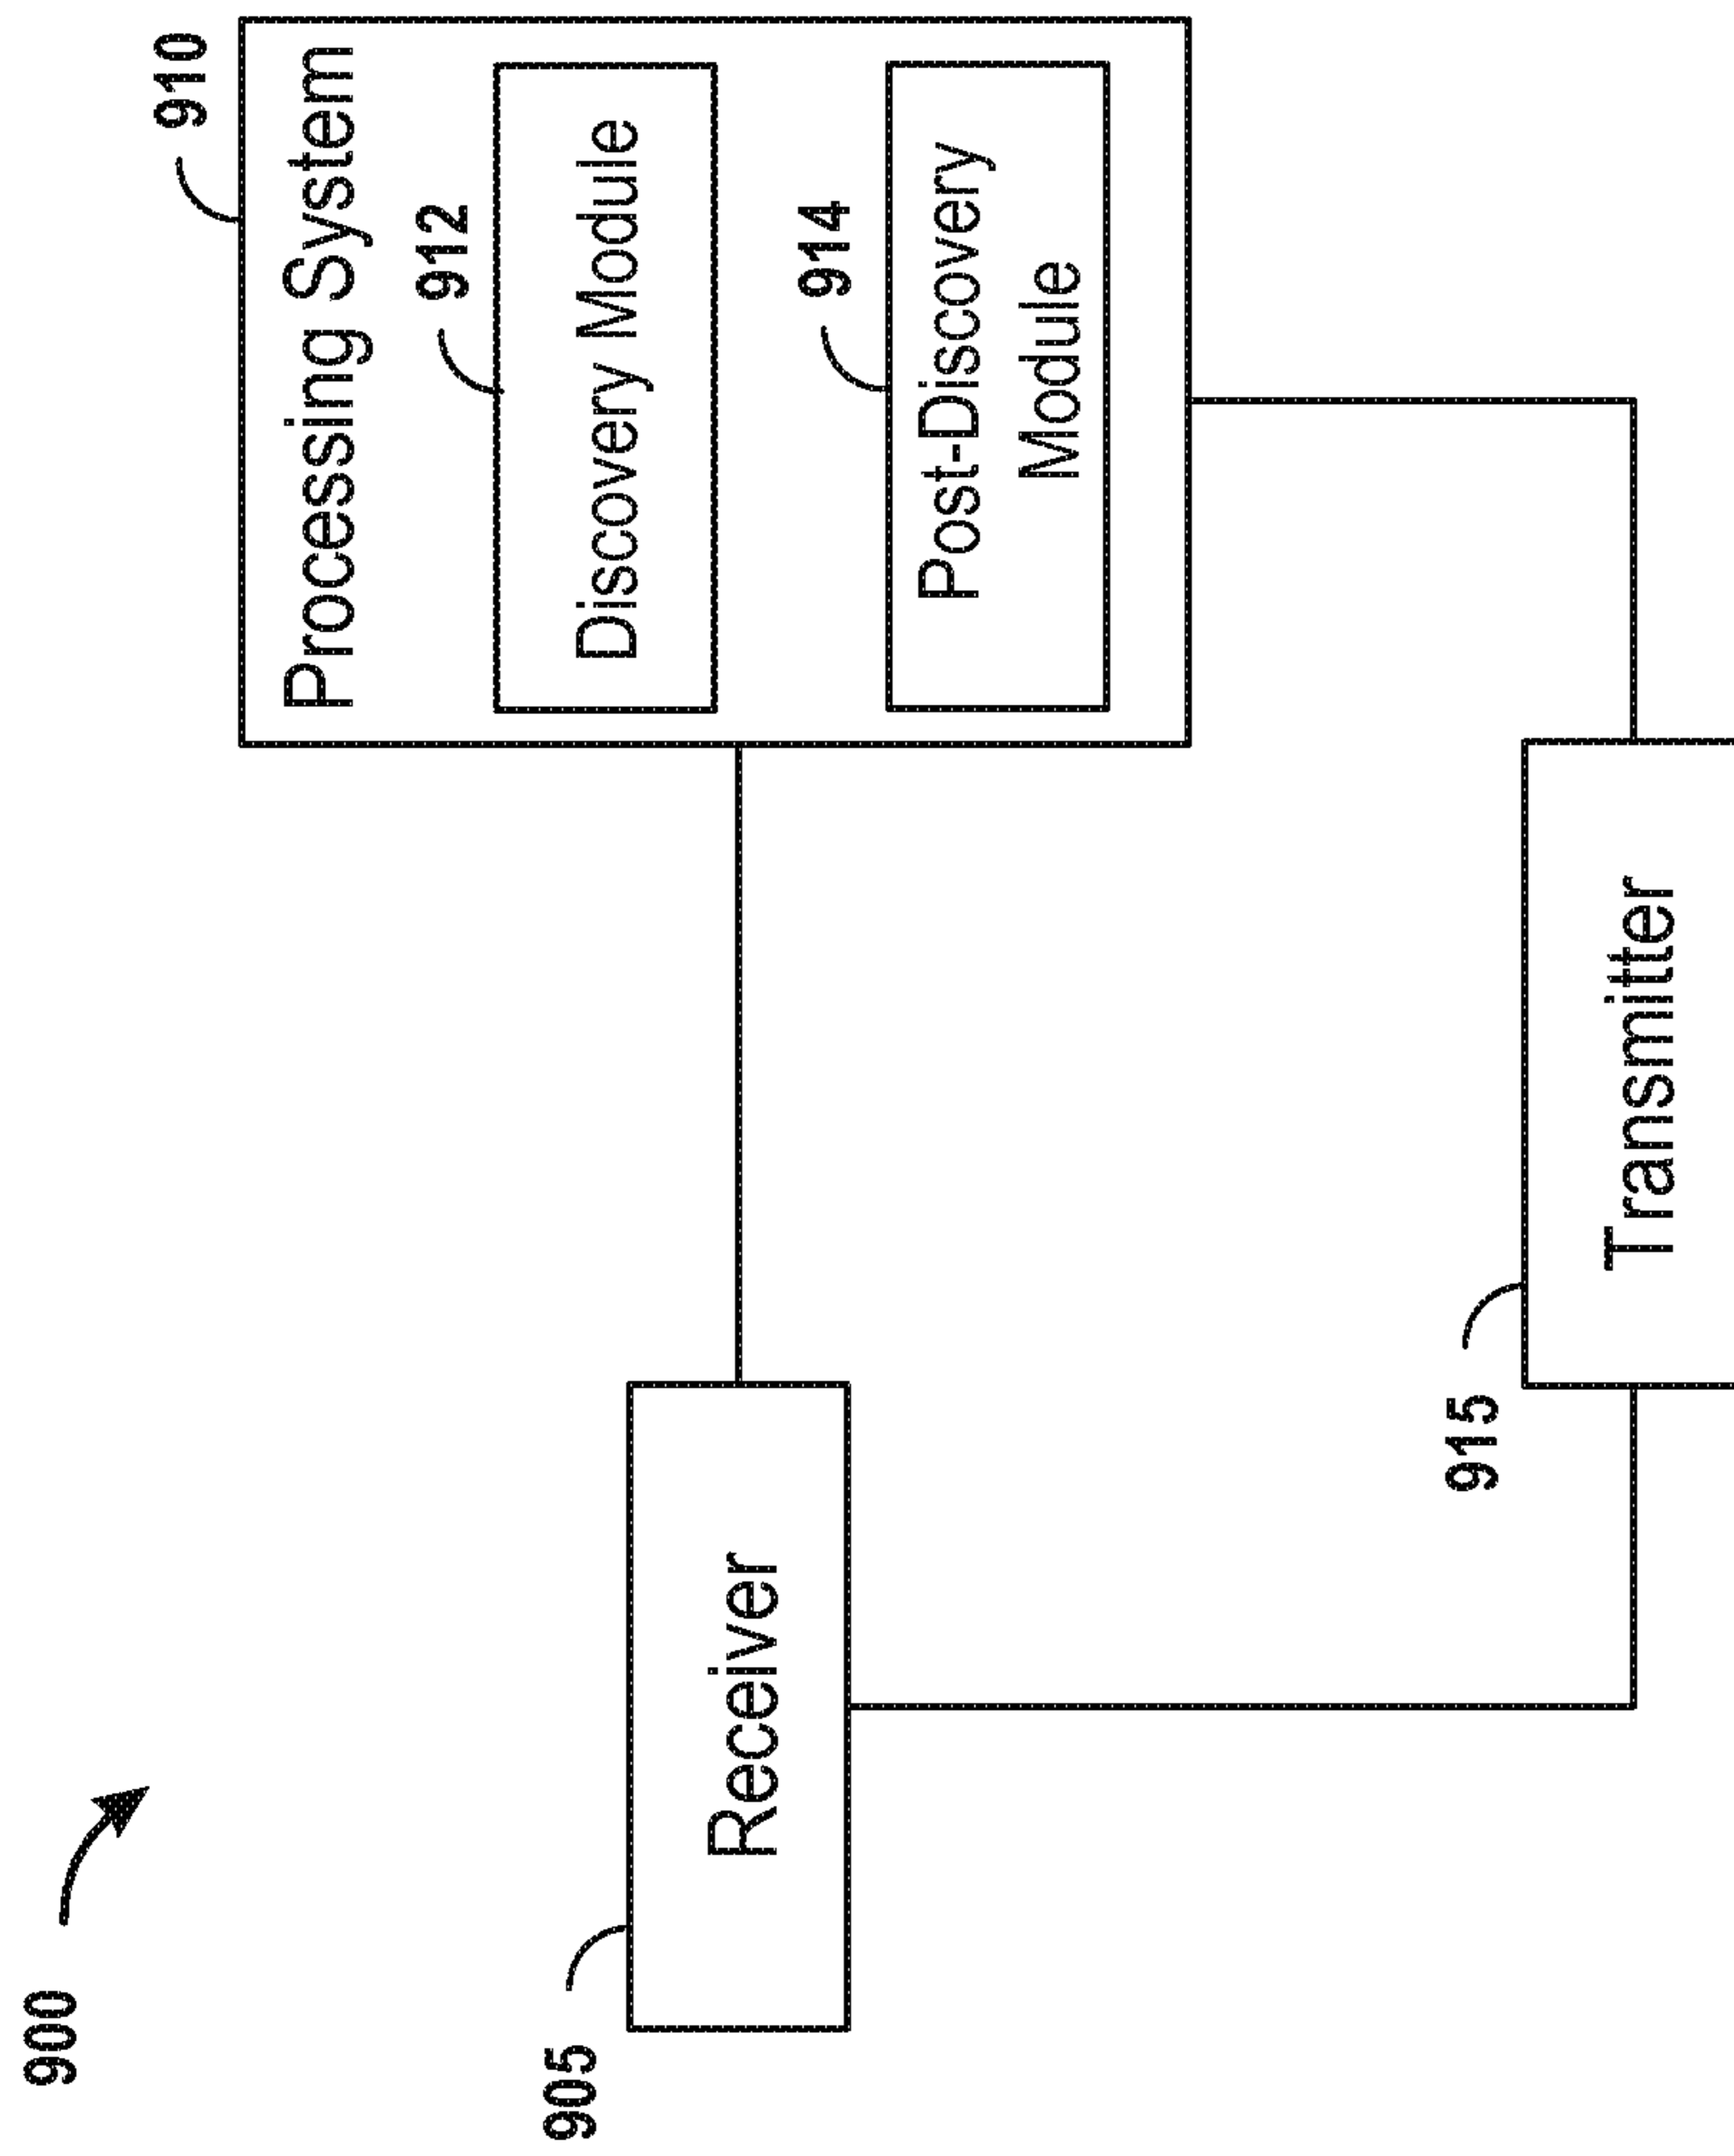 900
910
Processing System
905
912
Receiver
Discovery Module
914
Post-Discovery
Module
915
Transmitter